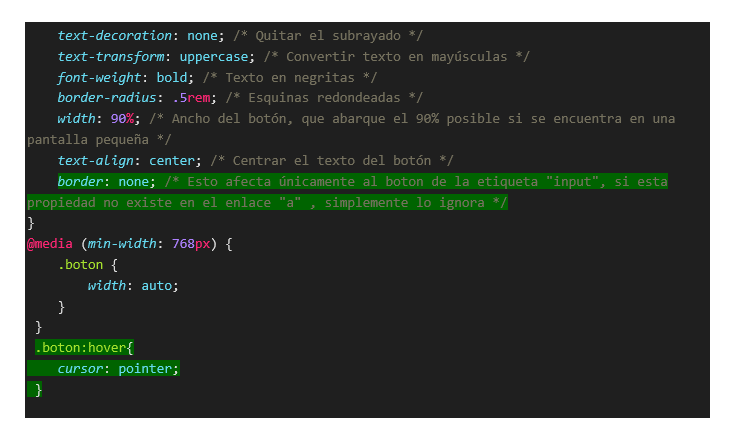 text-decoration: none; /* Quitar el subrayado */
text-transform: uppercase; /* Convertir texto en mayúsculas */
font-weight: bold; /* Texto en negritas */
border-radius: .5rem; /* Esquinas redondeadas */
width: 90%; /* Ancho del botón, que abarque el 90% posible si se encuentra en una
pantalla pequeña */
text-align: center; /* Centrar el texto del botón */
border: none; /* Esto afecta únicamente al boton de la etiqueta "input", si esta
propiedad no existe en el enlace "a" , simplemente lo ignora */
}
@media (min-width: 768px) {
.boton {
width: auto;
}
}
.boton:hover{
cursor: pointer;
}